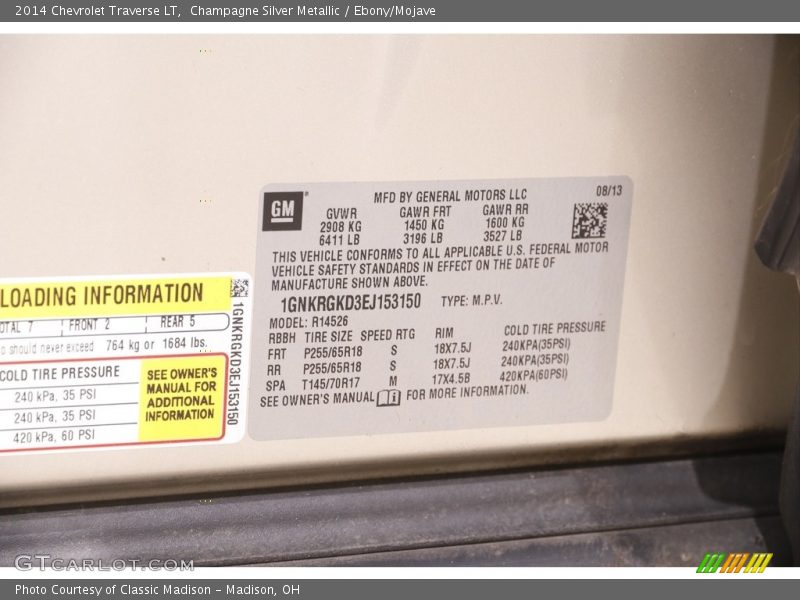 2014 Chevrolet Traverse LT,  Champagne Silver Metallic / Ebony/Mojave
GM
MFD BY GENERAL MOTORS LLC
08/13
GVWR GAWR FRT GAWR RR
2908 KG 1450 KG 1600 KG
6411 LB 3196 LB 3527 LB
THIS VEHICLE CONFORMS TO ALL APPLICABLE U.S. FEDERAL MOTOR
VEHICLE SAFETY STANDARDS IN EFFECT ON THE DATE OF
MANUFACTURE SHOWN ABOVE.
1GNKRGKD3EJ153150 TYPE: M.P.V.
MODEL: R14526
RBBH TIRE SIZE SPEED RTG RIM COLD TIRE PRESSURE
FRT P255/65R18 S 18X7.5J 240KPA(35PSI)
RR P255/65R18 S 18X7.5J 240KPA(35PSI)
SPA T145/70R17 M 17X4.5B 420KPA(60PSI)
SEE OWNER'S MANUAL FOR MORE INFORMATION.
LOADING INFORMATION
OTAL 7 FRONT 2 REAR 5
o should never exceed 764 kg or 1684 lbs.
COLD TIRE PRESSURE
240 kPa, 35 PSI
240 kPa, 35 PSI
420 kPa, 60 PSI
SEE OWNER'S
MANUAL FOR
ADDITIONAL
INFORMATION
1GNKRGKD3EJ153150
GTCARLOT.COM
Photo Courtesy of Classic Madison - Madison, OH